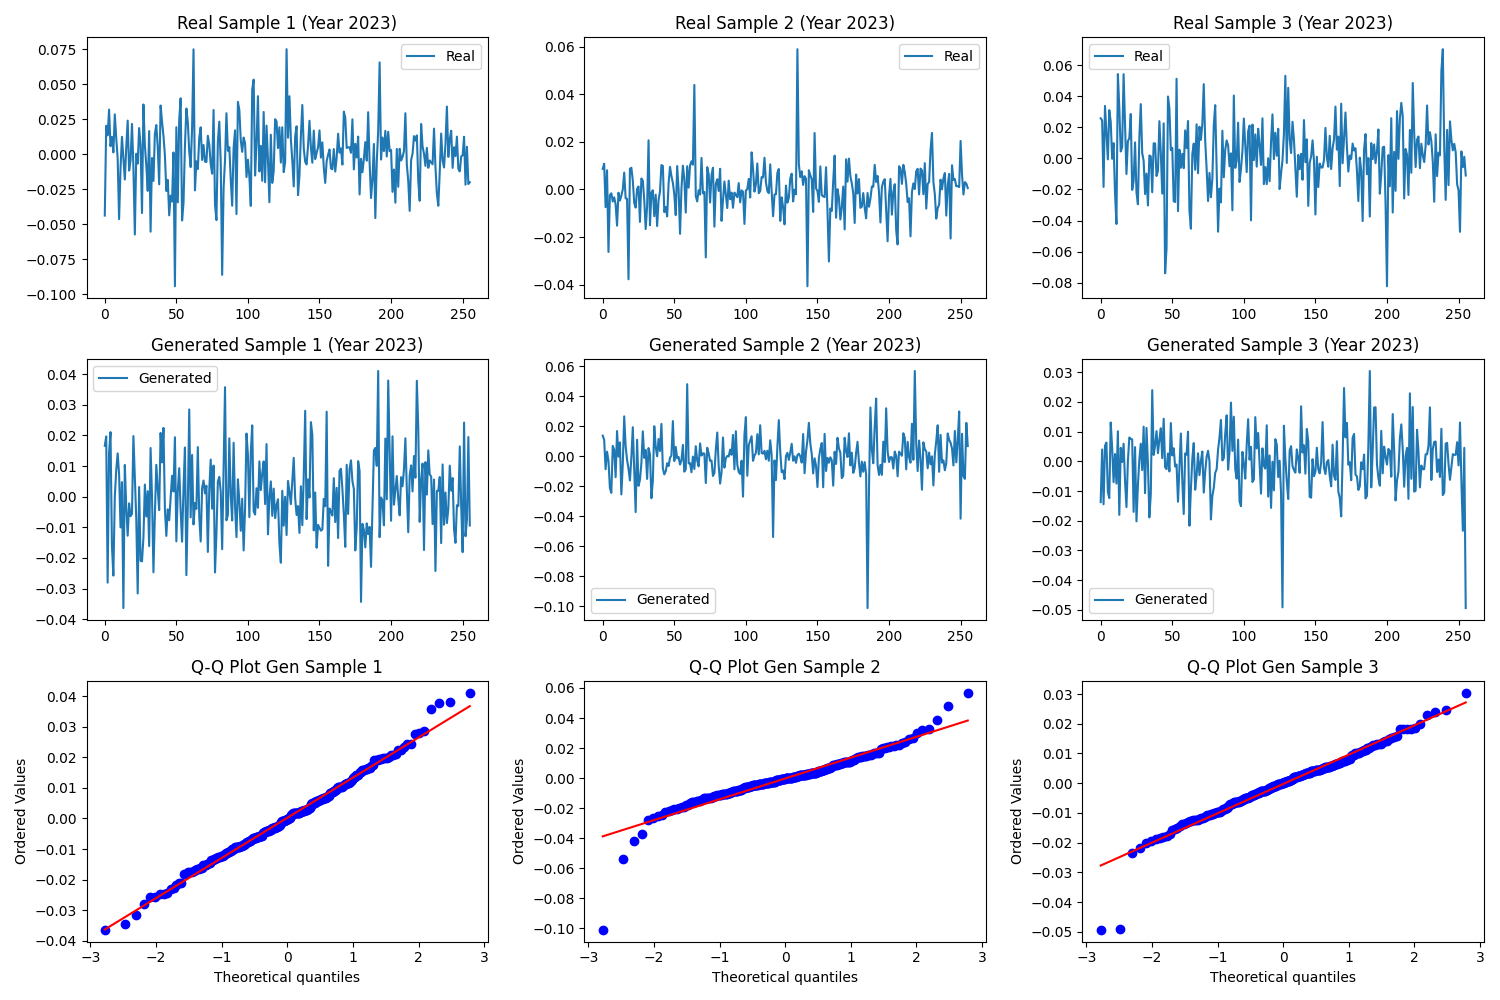 Real Sample 1 (Year 2023)
0.075
0.050
0.025
0.000
−0.025
−0.050
−0.075
−0.100
0 50 100 150 200 250
Real
Real Sample 2 (Year 2023)
0.06
0.04
0.02
0.00
−0.02
−0.04
0 50 100 150 200 250
Real
Real Sample 3 (Year 2023)
0.06
0.04
0.02
0.00
−0.02
−0.04
−0.06
−0.08
0 50 100 150 200 250
Real
Generated Sample 1 (Year 2023)
0.04
0.03
0.02
0.01
0.00
−0.01
−0.02
−0.03
−0.04
0 50 100 150 200 250
Generated
Generated Sample 2 (Year 2023)
0.06
0.04
0.02
0.00
−0.02
−0.04
−0.06
−0.08
−0.10
0 50 100 150 200 250
Generated
Generated Sample 3 (Year 2023)
0.03
0.02
0.01
0.00
−0.01
−0.02
−0.03
−0.04
−0.05
0 50 100 150 200 250
Generated
Q-Q Plot Gen Sample 1
Ordered Values
0.04
0.03
0.02
0.01
0.00
−0.01
−0.02
−0.03
−0.04
−3 −2 −1 0 1 2 3
Theoretical quantiles
Q-Q Plot Gen Sample 2
Ordered Values
0.06
0.04
0.02
0.00
−0.02
−0.04
−0.06
−0.08
−0.10
−3 −2 −1 0 1 2 3
Theoretical quantiles
Q-Q Plot Gen Sample 3
Ordered Values
0.03
0.02
0.01
0.00
−0.01
−0.02
−0.03
−0.04
−0.05
−3 −2 −1 0 1 2 3
Theoretical quantiles